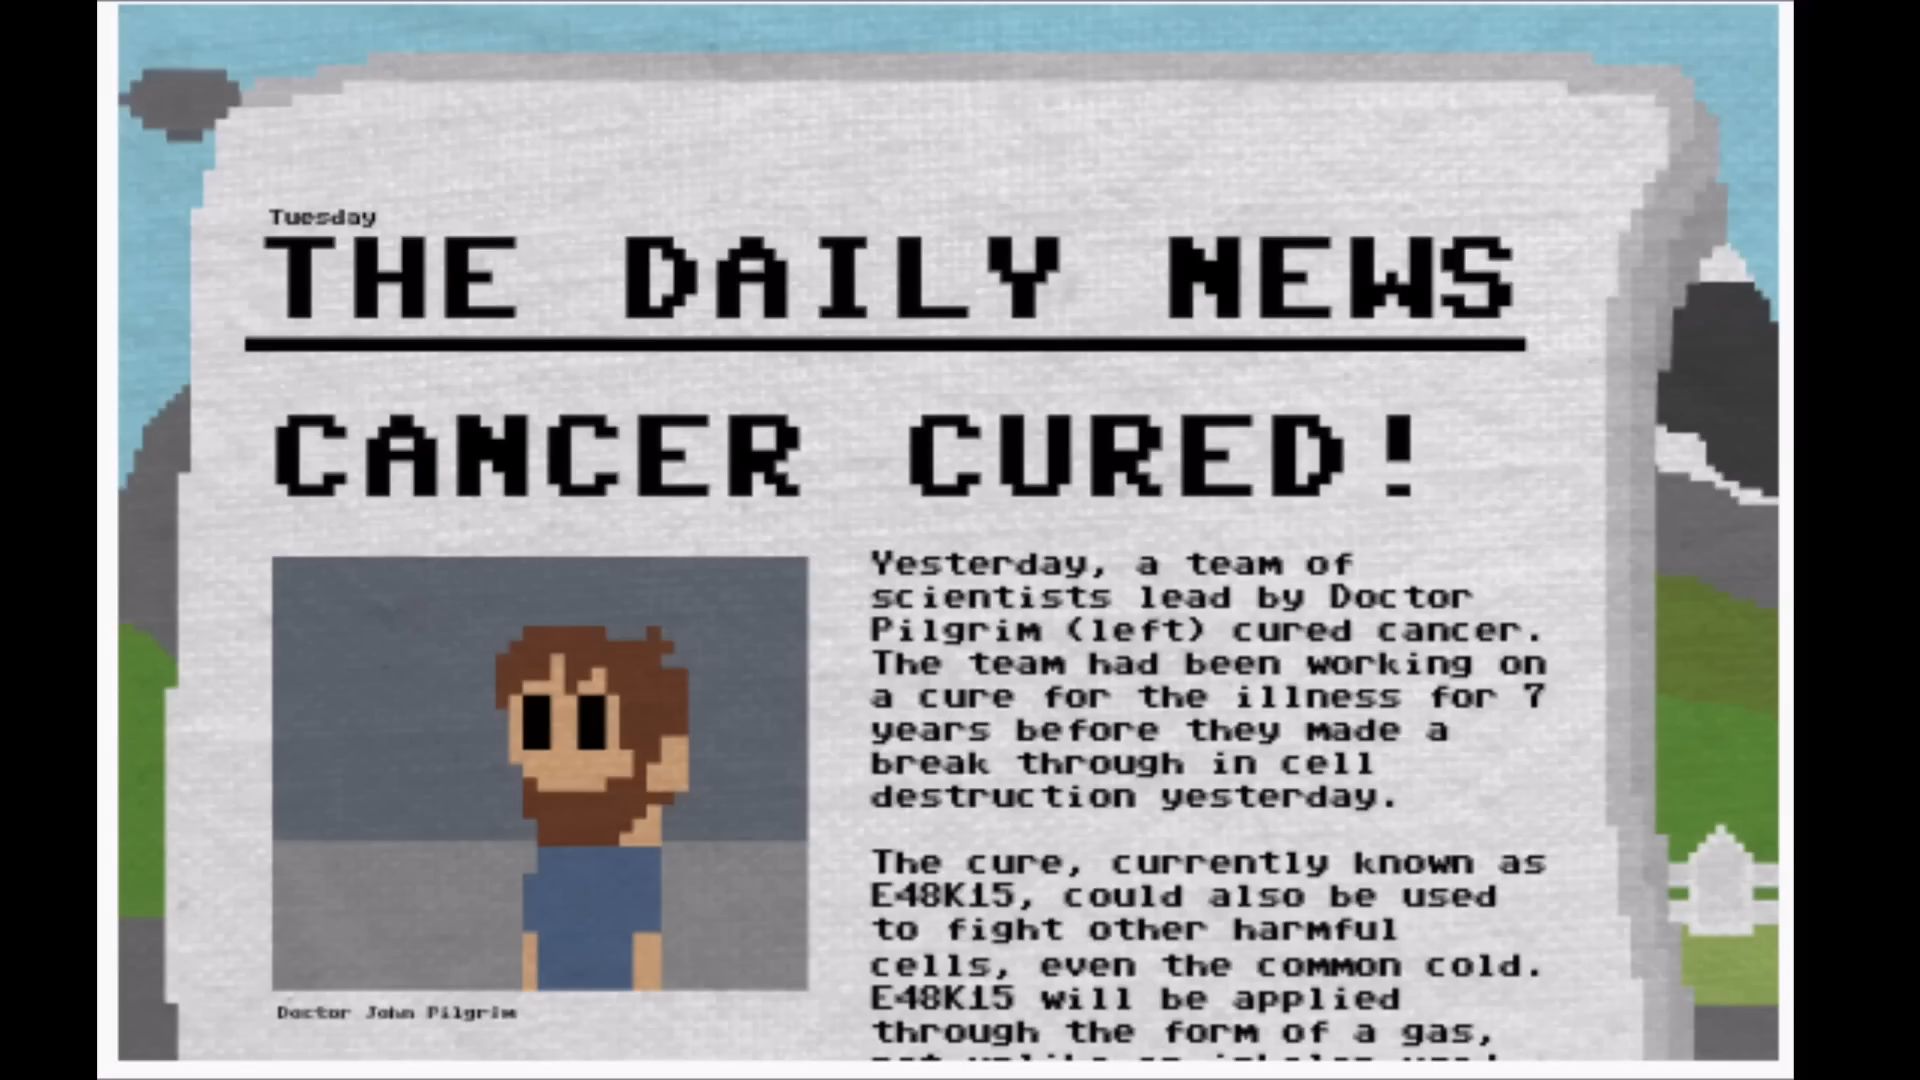 Tuesday
THE DAILY NEWS
CANCER CURED!
Yesterday, a team of
scientists lead by Doctor
Pilgrim (left) cured cancer.
The team had been working on
a cure for the illness for 7
years before they made a
break through in cell
destruction yesterday.
The cure, currently known as
E48K15, could also be used
to fight other harmful
cells, even the common cold.
E48K15 will be applied
through the form of a gas,
Doctor John Pilgrim